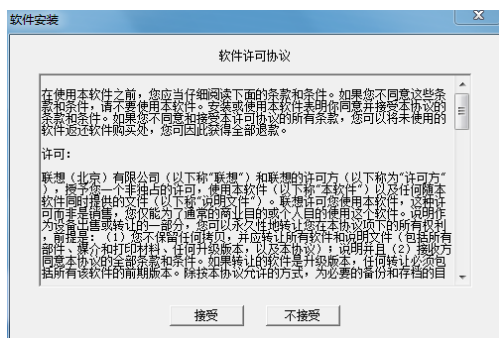 软件安装
软件许可协议
在使用本软件之前，您应当仔细阅读下面的条款和条件。如果您不同意这些条
款和条件，请不要使用本软件。安装或使用本软件表明你同意并接受本协议的
条款和条件。如果您不同意和接受本许可协议的所有条款，您可以将未使用的
软件返还软件购买处，您可因此获得全部退款。
许可:
联想（北京）有限公司（以下称“联想”）和联想的许可方（以下称为“许可方”
），授予您一个非独占的许可，使用本软件（以下称“本软件”）以及任何随本
软件同时提供的文件（以下称“说明文件”）。联想许可您使用本软件，这种许
可而非是销售，您仅能为了通常的商业目的或个人目的使用这个软件。说明作
为设备出售或转让的一部分，您可以永久性地转让您在本协议项下的所有权利
，前提是：（1）您不保留任何拷贝，并应转让所有软件和说明文件（包括所有
部件、媒介和打印材料、任何升级版本，以及本协议）；说明并且（2）接收方
同意本协议的全部条款和条件。如果转让的软件是升级版本，任何转让必须包
括所有该软件的前期版本。除按本协议允许的方式，为必要的备份和存档的目
接受
不接受